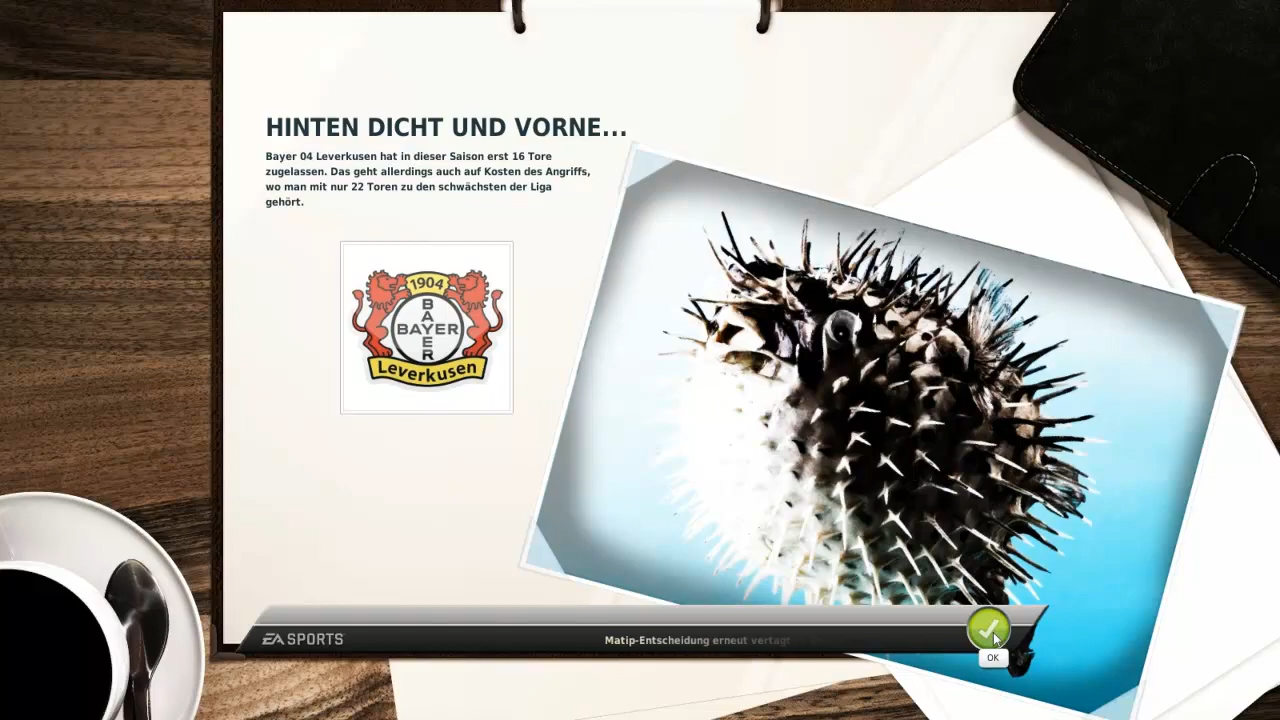 HINTEN DICHT UND VORNE...
Bayer 04 Leverkusen hat in dieser Saison erst 16 Tore
zugelassen. Das geht allerdings auch auf Kosten des Angriffs,
wo man mit nur 22 Toren zu den schwächsten der Liga
gehört.
1904
BAYER
BAYER
Leverkusen
EA SPORTS
Matip-Entscheidung erneut vertagt
OK